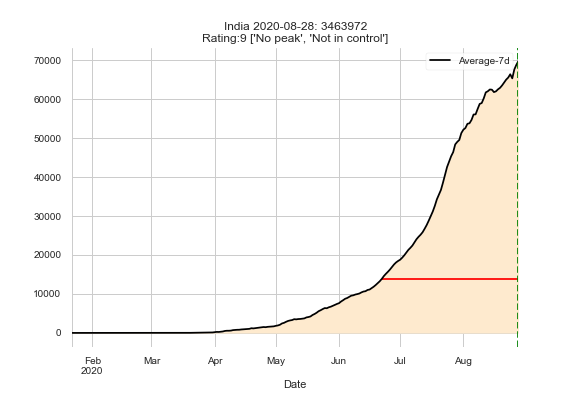 India 2020-08-28: 3463972
Rating:9 ['No peak', 'Not in control']
Average-7d
70000
60000
50000
40000
30000
20000
10000
0
Feb Mar Apr May Jun Jul Aug
2020
Date